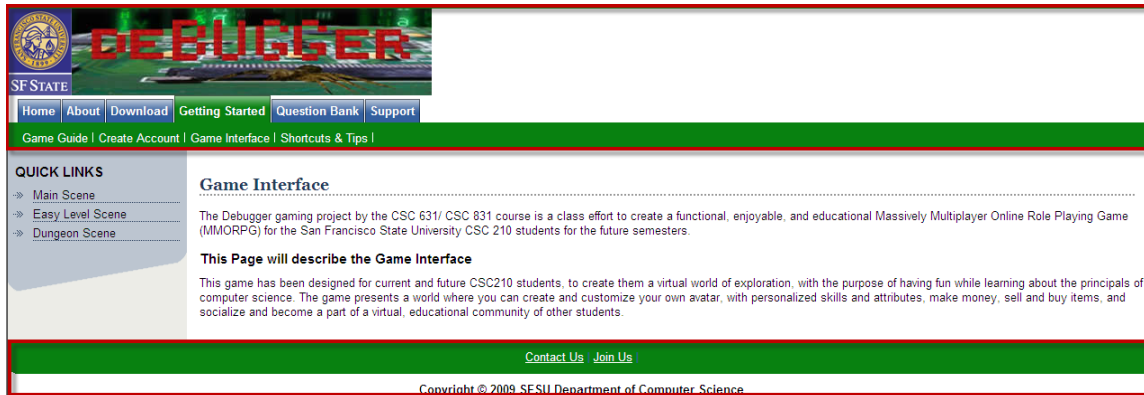 DEBUGGER
SF STATE
Home About Download Getting Started Question Bank Support
Game Guide | Create Account | Game Interface | Shortcuts & Tips |
QUICK LINKS
Main Scene
Easy Level Scene
Dungeon Scene
Game Interface
The Debugger gaming project by the CSC 631/ CSC 831 course is a class effort to create a functional, enjoyable, and educational Massively Multiplayer Online Role Playing Game
(MMORPG) for the San Francisco State University CSC 210 students for the future semesters.
This Page will describe the Game Interface
This game has been designed for current and future CSC210 students, to create them a virtual world of exploration, with the purpose of having fun while learning about the principals of
computer science. The game presents a world where you can create and customize your own avatar, with personalized skills and attributes, make money, sell and buy items, and
socialize and become a part of a virtual, educational community of other students.
Contact Us | Join Us |
Copyright © 2009 SFSU Department of Computer Science